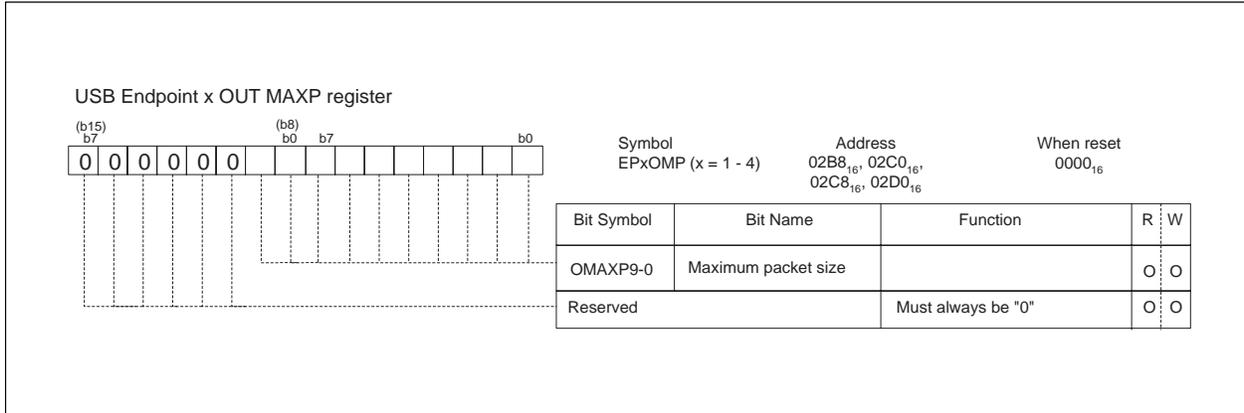 USB Endpoint x OUT MAXP register
(b15) (b8)
b7 b0 b7 b0
0 0 0 0 0 0
Symbol Address When reset
EPxOMP (x = 1 - 4) 02B8₁₆, 02C0₁₆, 0000₁₆
02C8₁₆, 02D0₁₆
Bit Symbol Bit Name Function R W
OMAXP9-0 Maximum packet size O O
Reserved Must always be "0" O O